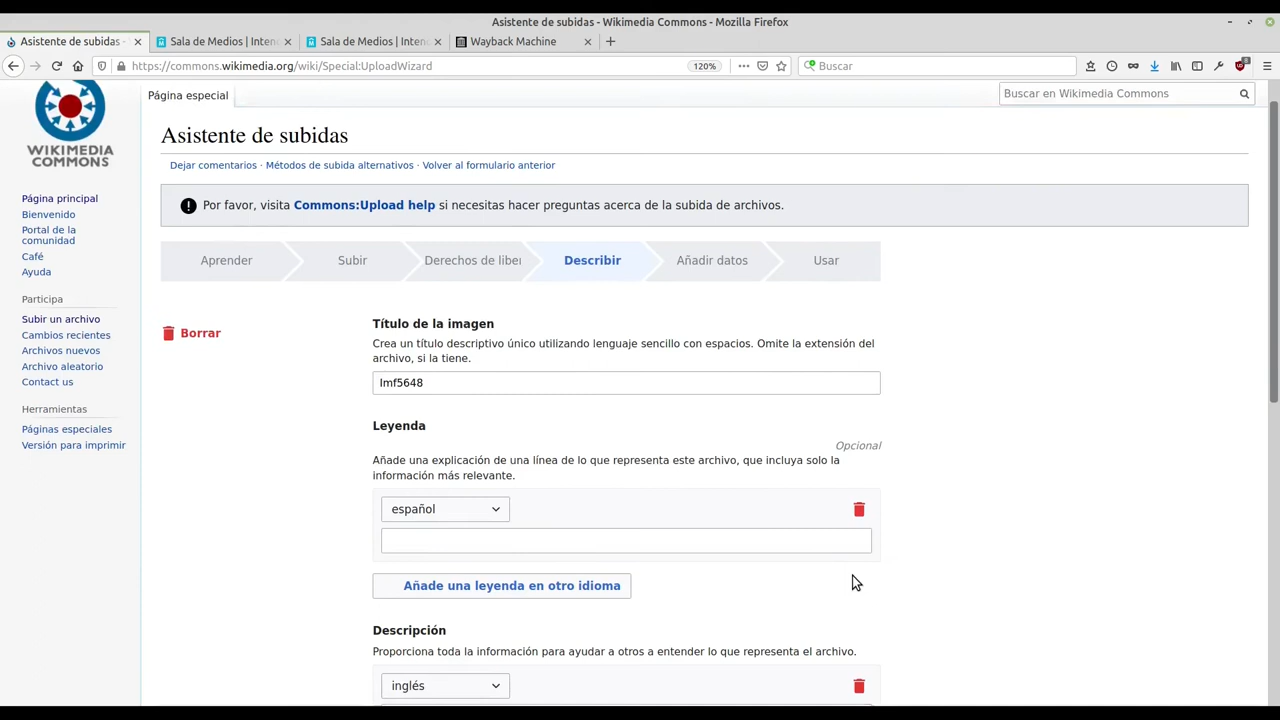 Asistente de subidas - Wikimedia Commons - Mozilla Firefox
Asistente de subidas -
Sala de Medios | Inten
Sala de Medios | Inten
Wayback Machine
https://commons.wikimedia.org/wiki/Special:UploadWizard
120%
Buscar
WIKIMEDIA
COMMONS
Página especial
Buscar en Wikimedia Commons
Asistente de subidas
Dejar comentarios · Métodos de subida alternativos · Volver al formulario anterior
Por favor, visita Commons:Upload help si necesitas hacer preguntas acerca de la subida de archivos.
Aprender
Subir
Derechos de liber
Describir
Añadir datos
Usar
Página principal
Bienvenido
Portal de la
comunidad
Café
Ayuda
Participa
Subir un archivo
Cambios recientes
Archivos nuevos
Archivo aleatorio
Contact us
Herramientas
Páginas especiales
Versión para imprimir
Borrar
Título de la imagen
Crea un título descriptivo único utilizando lenguaje sencillo con espacios. Omite la extensión del
archivo, si la tiene.
Imf5648
Leyenda
Opcional
Añade una explicación de una línea de lo que representa este archivo, que incluya solo la
información más relevante.
español
Añade una leyenda en otro idioma
Descripción
Proporciona toda la información para ayudar a otros a entender lo que representa el archivo.
inglés